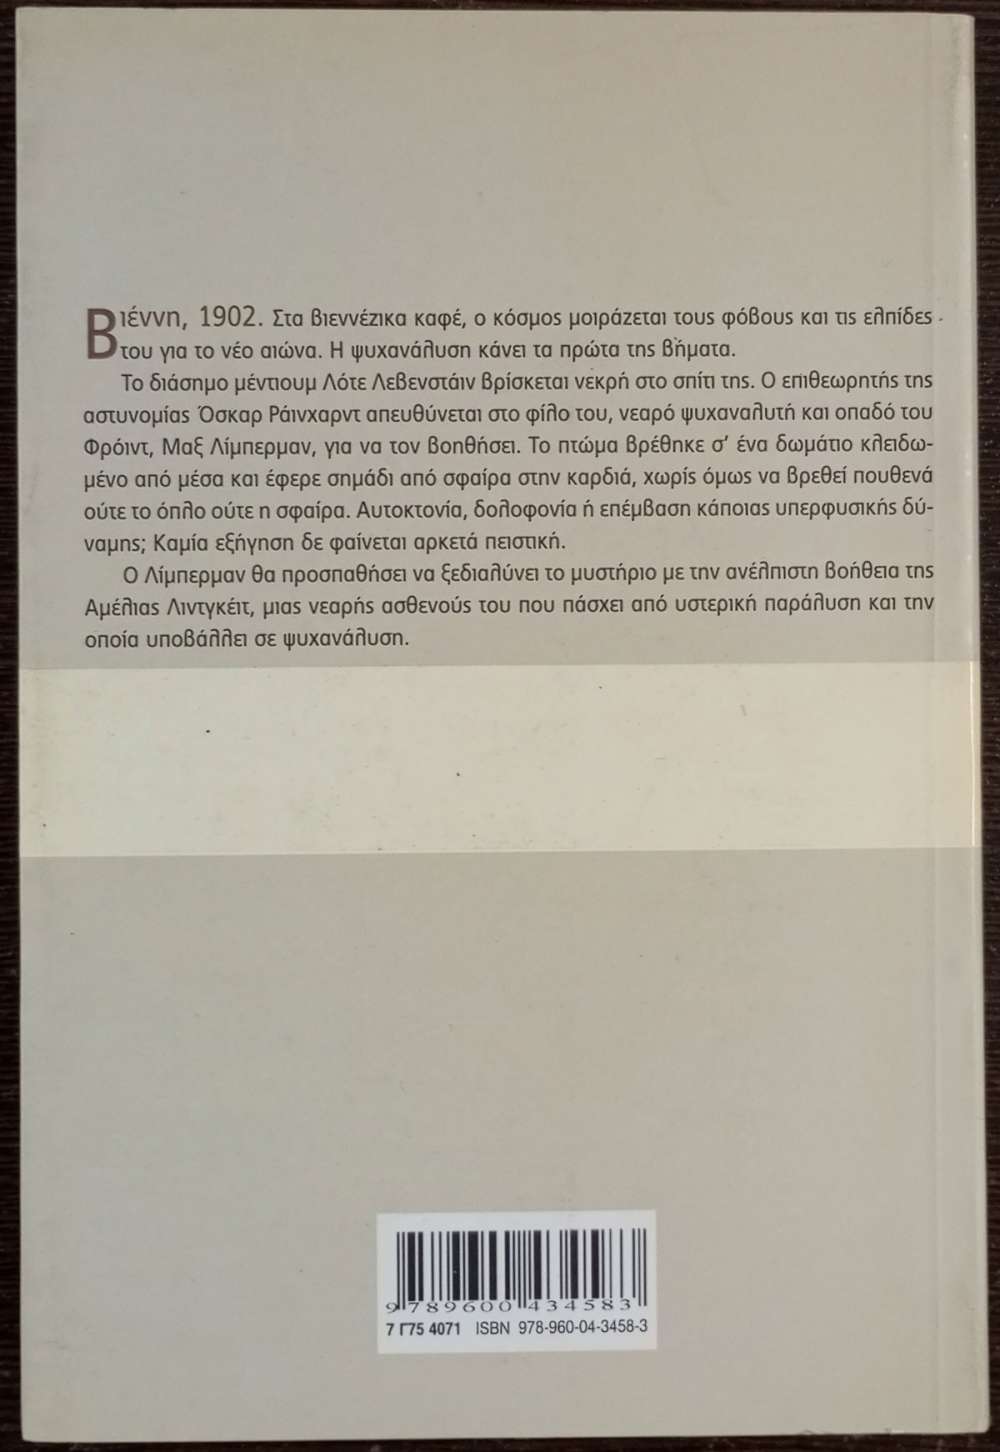 Βιέννη, 1902. Στα βιεννέζικα καφέ, ο κόσμος μοιράζεται τους φόβους και τις ελπίδες
του για το νέο αιώνα. Η ψυχανάλυση κάνει τα πρώτα της βήματα.
Το διάσημο μέντιουμ Λότε Λεβενστάιν βρίσκεται νεκρή στο σπίτι της. Ο επιθεωρητής της
αστυνομίας Όσκαρ Ράινχαρντ απευθύνεται στο φίλο του, νεαρό ψυχαναλυτή και οπαδό του
Φρόιντ, Μαξ Λίμπερμαν, για να τον βοηθήσει. Το πτώμα βρέθηκε σ' ένα δωμάτιο κλειδω-
μένο από μέσα και έφερε σημάδι από σφαίρα στην καρδιά, χωρίς όμως να βρεθεί πουθενά
ούτε το όπλο ούτε η σφαίρα. Αυτοκτονία, δολοφονία ή επέμβαση κάποιας υπερφυσικής δύ-
ναμης; Καμία εξήγηση δε φαίνεται αρκετά πειστική.
Ο Λίμπερμαν θα προσπαθήσει να ξεδιαλύνει το μυστήριο με την ανέλπιστη βοήθεια της
Αμέλιας Λιντγκέιτ, μιας νεαρής ασθενούς του που πάσχει από υστερική παράλυση και την
οποία υποβάλλει σε ψυχανάλυση.
9 789600 434583
7 Γ75 4071 ISBN 978-960-04-3458-3